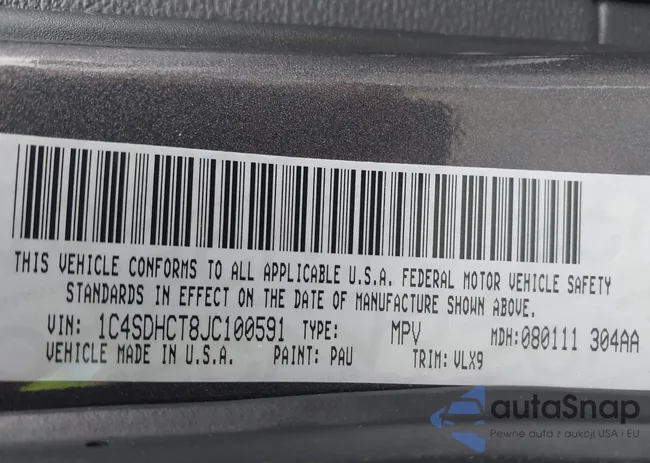 THIS VEHICLE CONFORMS TO ALL APPLICABLE U.S.A. FEDERAL MOTOR VEHICLE SAFETY
STANDARDS IN EFFECT ON THE DATE OF MANUFACTURE SHOWN ABOVE.
VIN: 1C4SDHCT8JC100591 TYPE: MPV MDH:080111 304AA
VEHICLE MADE IN U.S.A. PAINT: PAU TRIM: VLX9
autaSnap
Pewne auta z aukcji USA i EU